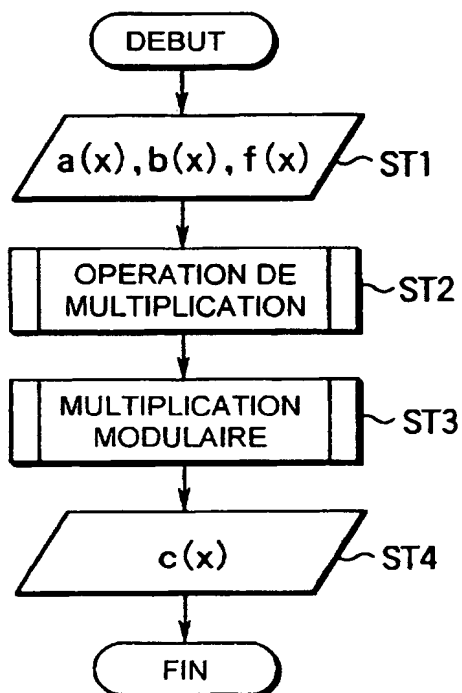 DEBUT
a(x), b(x), f(x)
ST1
OPERATION DE
MULTIPLICATION
ST2
MULTIPLICATION
MODULAIRE
ST3
c(x)
ST4
FIN